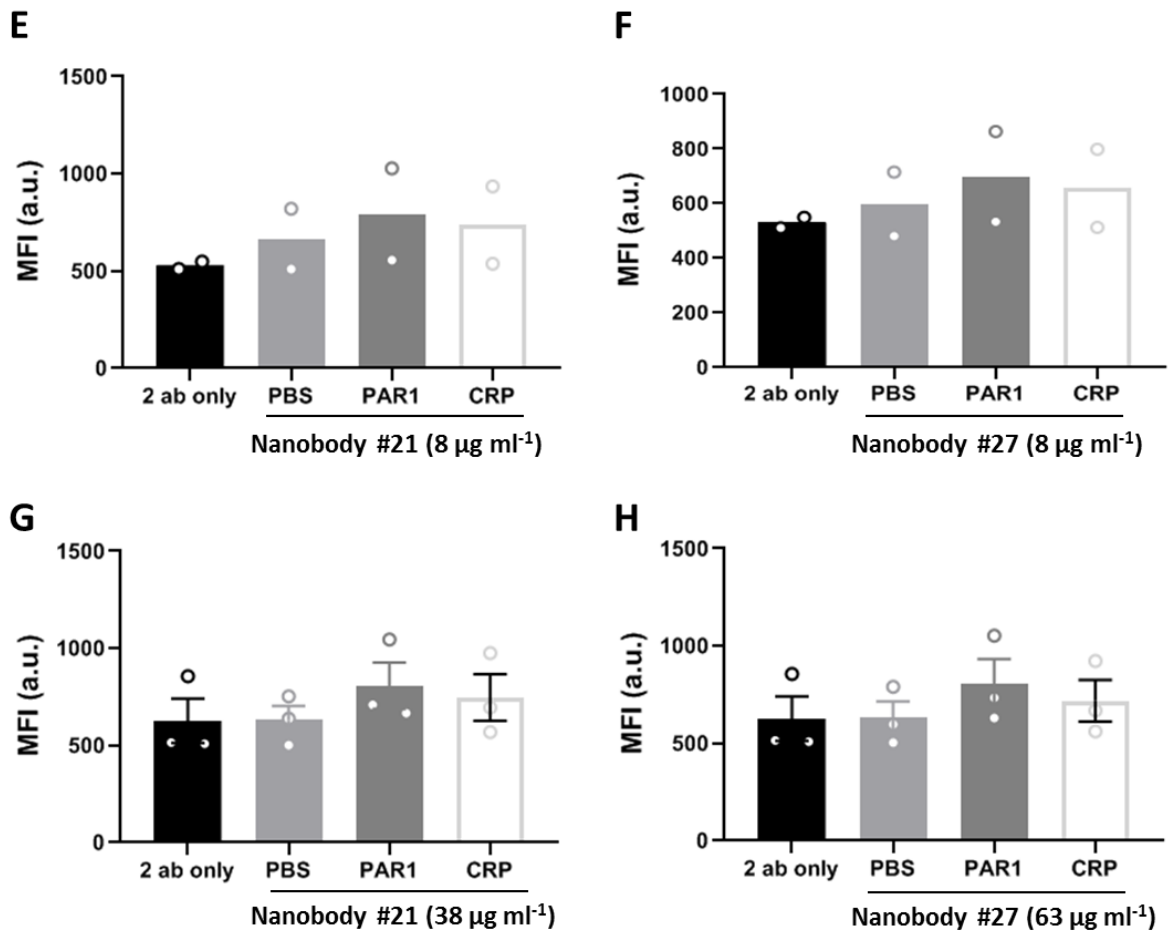 E
1500
1000
500
0
MFI (a.u.)
2 ab only PBS PAR1 CRP
Nanobody #21 (8 µg ml⁻¹)
F
1000
800
600
400
200
0
MFI (a.u.)
2 ab only PBS PAR1 CRP
Nanobody #27 (8 µg ml⁻¹)
G
1500
1000
500
0
MFI (a.u.)
2 ab only PBS PAR1 CRP
Nanobody #21 (38 µg ml⁻¹)
H
1500
1000
500
0
MFI (a.u.)
2 ab only PBS PAR1 CRP
Nanobody #27 (63 µg ml⁻¹)